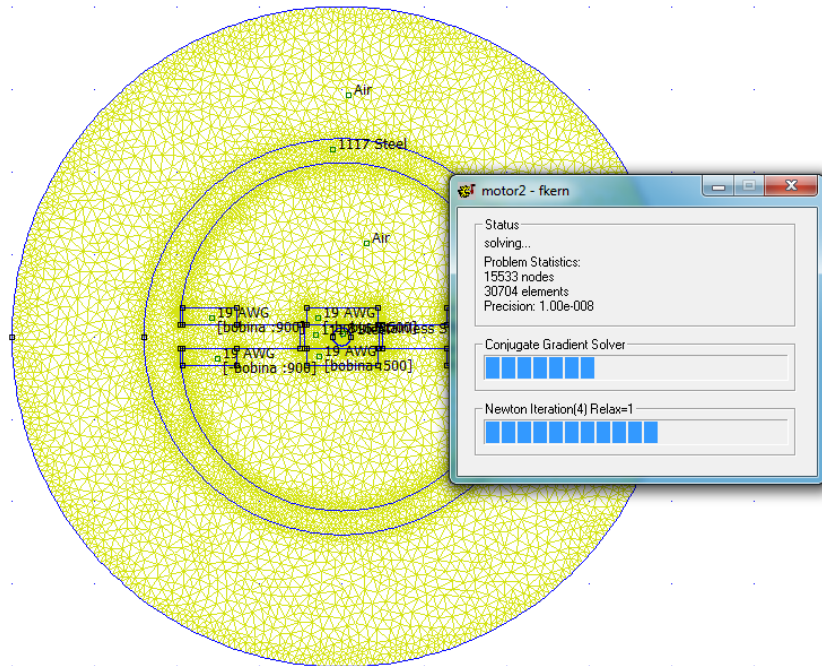 Air
1117 Steel
Air
19 AWG
[bobina :900]
19 AWG
:500]
19 AWG
[-bobina :900]
19 AWG
[bobina :500]
motor2 - fkern
Status
solving...
Problem Statistics:
15533 nodes
30704 elements
Precision: 1.00e-008
Conjugate Gradient Solver
Newton Iteration(4) Relax=1